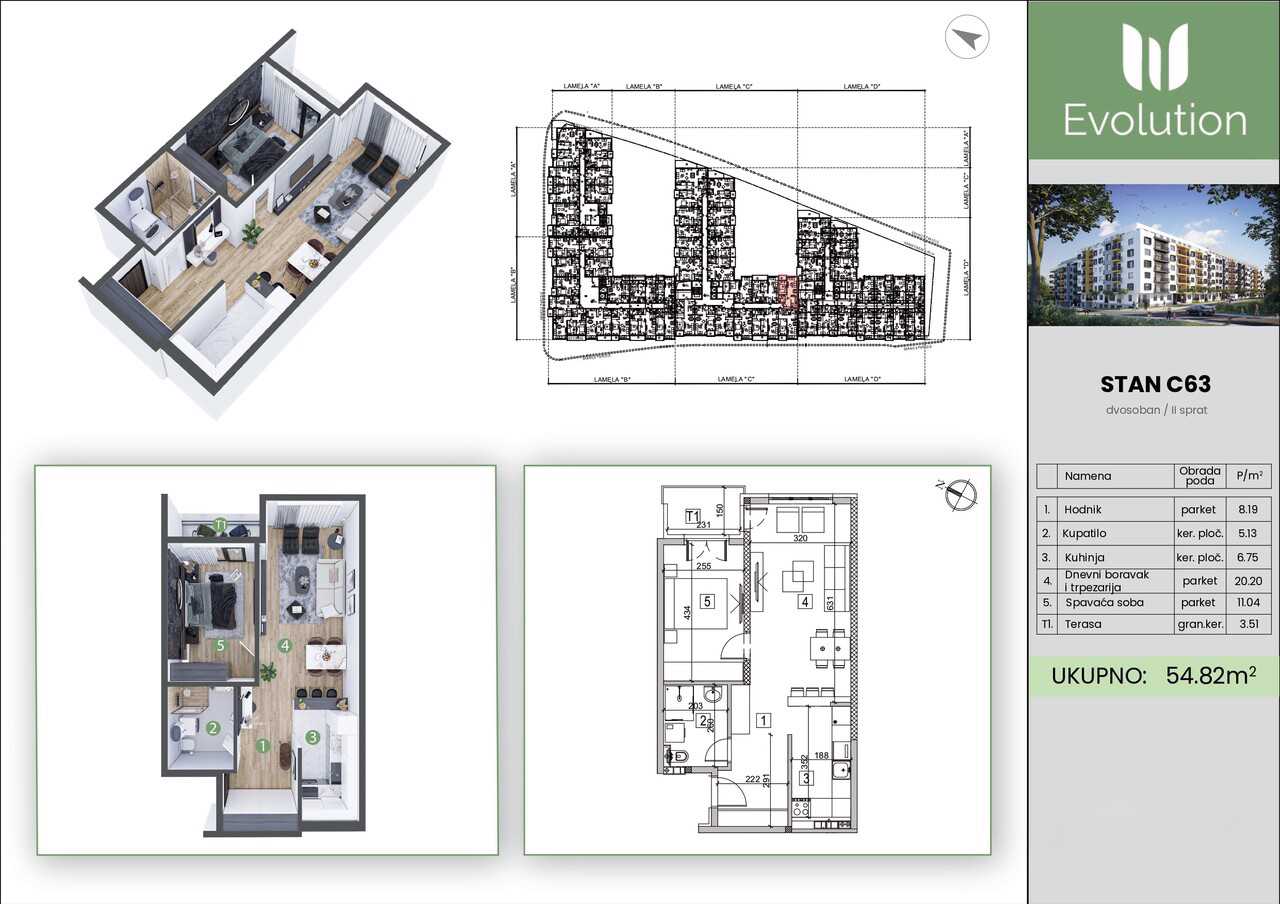 Evolution
STAN C63
dvosoban / II sprat
Namena Obrada poda P/m²
1. Hodnik parket 8.19
2. Kupatilo ker. ploč. 5.13
3. Kuhinja ker. ploč. 6.75
4. Dnevni boravak i trpezarija parket 20.20
5. Spavaća soba parket 11.04
T1. Terasa gran.ker. 3.51
UKUPNO: 54.82m²
LAMELA "A" LAMELA "B" LAMELA "C" LAMELA "D"
LAMELA "A"
LAMELA "B"
LAMELA "A"
LAMELA "C"
LAMELA "D"
LAMELA "B" LAMELA "C" LAMELA "D"
T1
5
4
2
1
3
N
T1
150
231
320
255
5
434
4
631
203
2
260
1
222
291
188
352
3